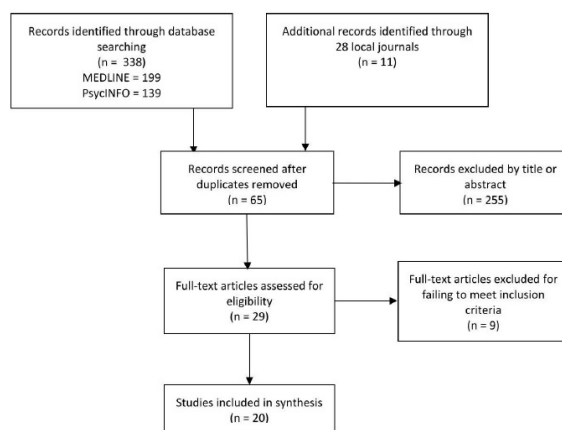 Records identified through database
searching
(n = 338)
MEDLINE = 199
PsycINFO = 139
Additional records identified through
28 local journals
(n = 11)
Records screened after
duplicates removed
(n = 65)
Records excluded by title or
abstract
(n = 255)
Full-text articles assessed for
eligibility
(n = 29)
Full-text articles excluded for
failing to meet inclusion
criteria
(n = 9)
Studies included in synthesis
(n = 20)